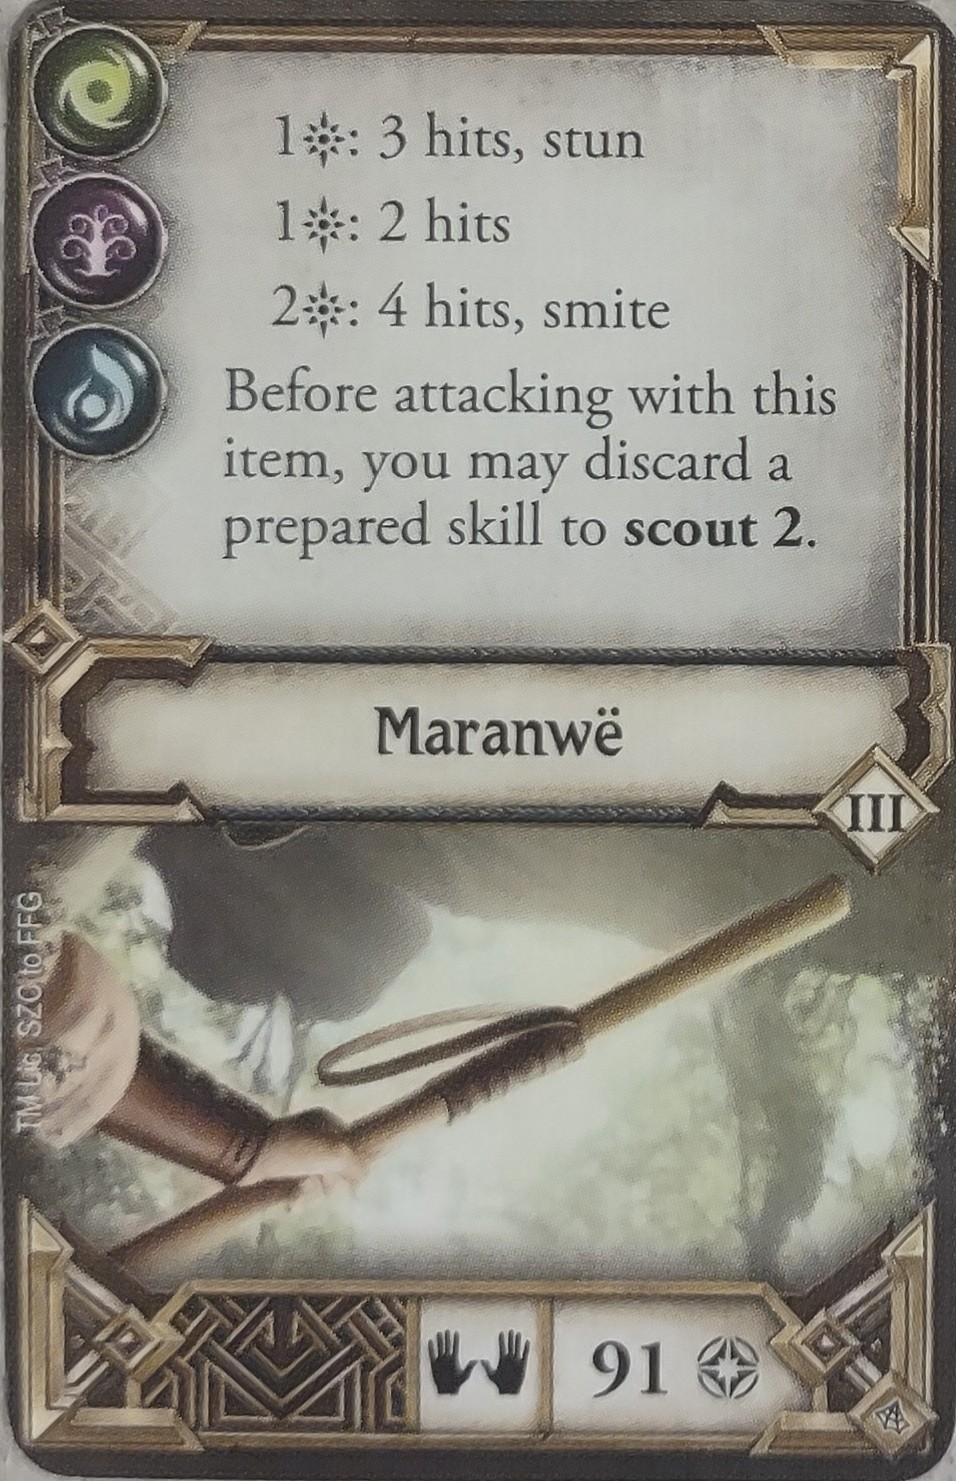 1: 3 hits, stun
1: 2 hits
2: 4 hits, smite
Before attacking with this
item, you may discard a
prepared skill to scout 2.
Maranwë
III
TM Lic. SZC to FFG
91